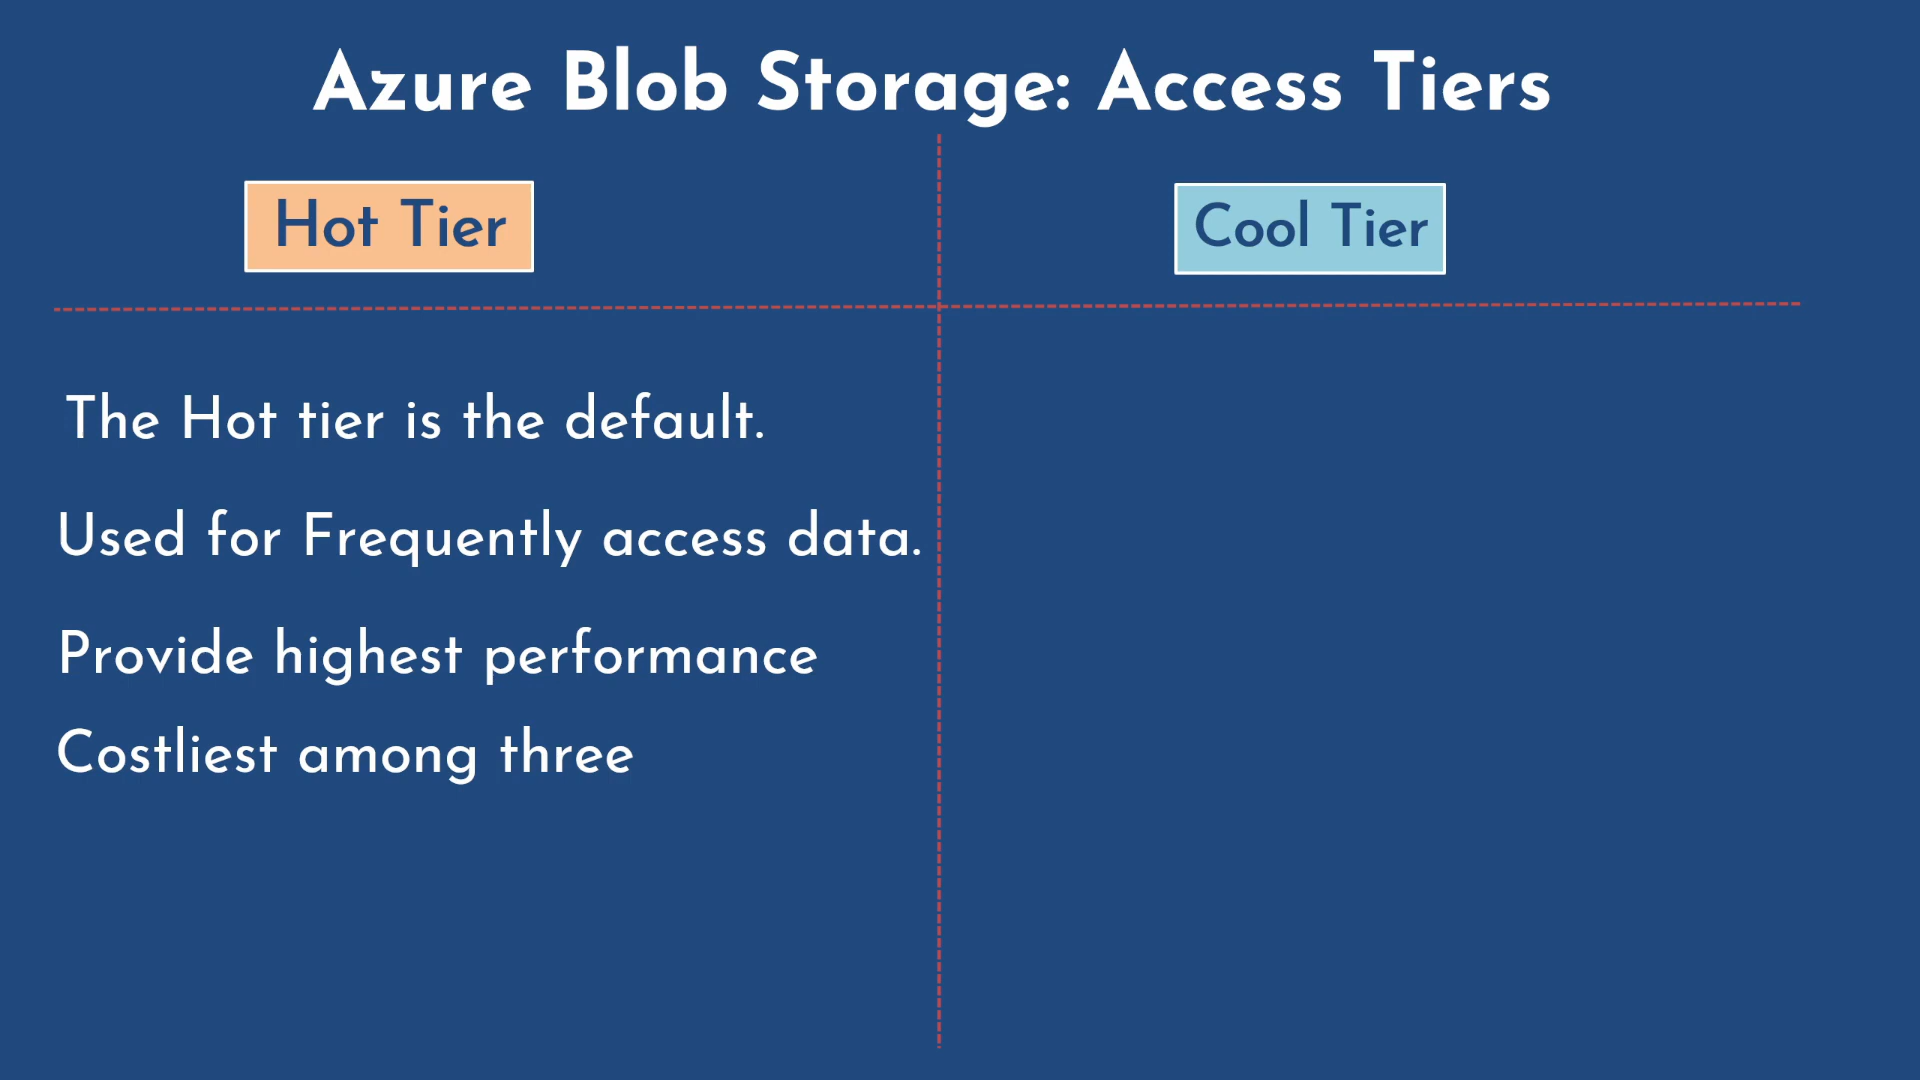 Azure Blob Storage: Access Tiers
Hot Tier
Cool Tier
The Hot tier is the default.
Used for Frequently access data.
Provide highest performance
Costliest among three